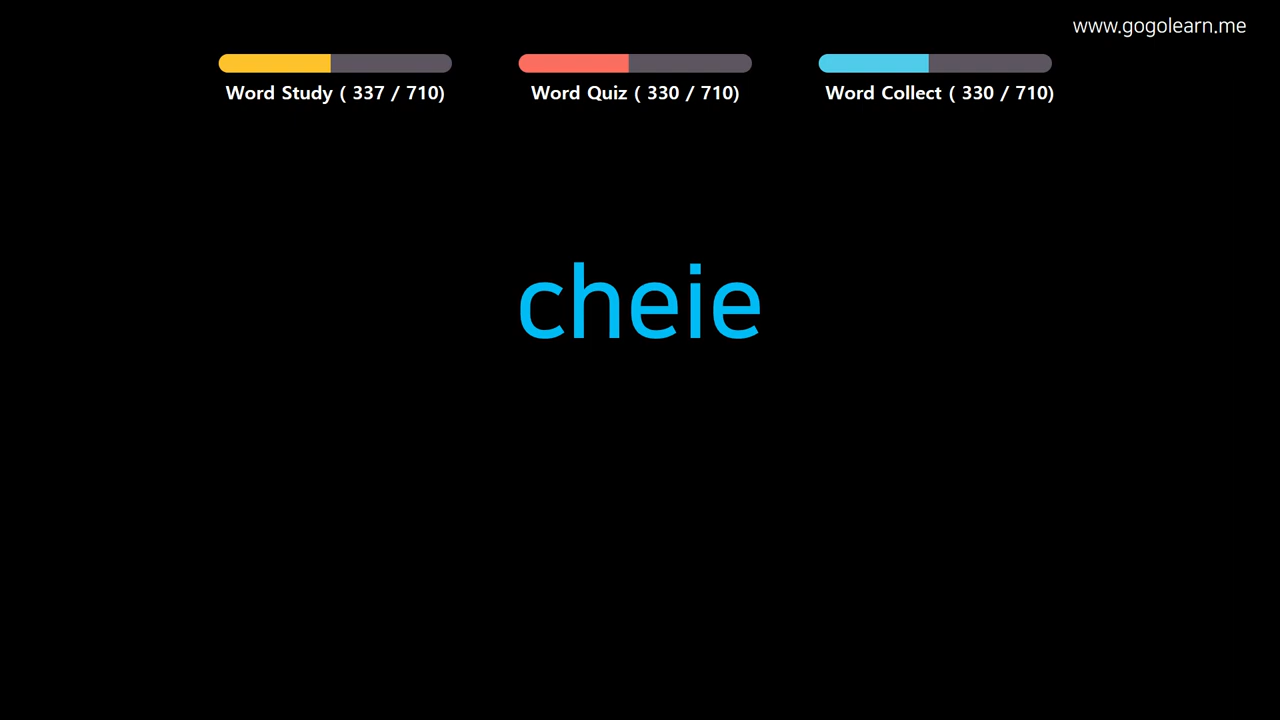 www.gogolearn.me
Word Study ( 337 / 710)
Word Quiz ( 330 / 710)
Word Collect ( 330 / 710)
cheie